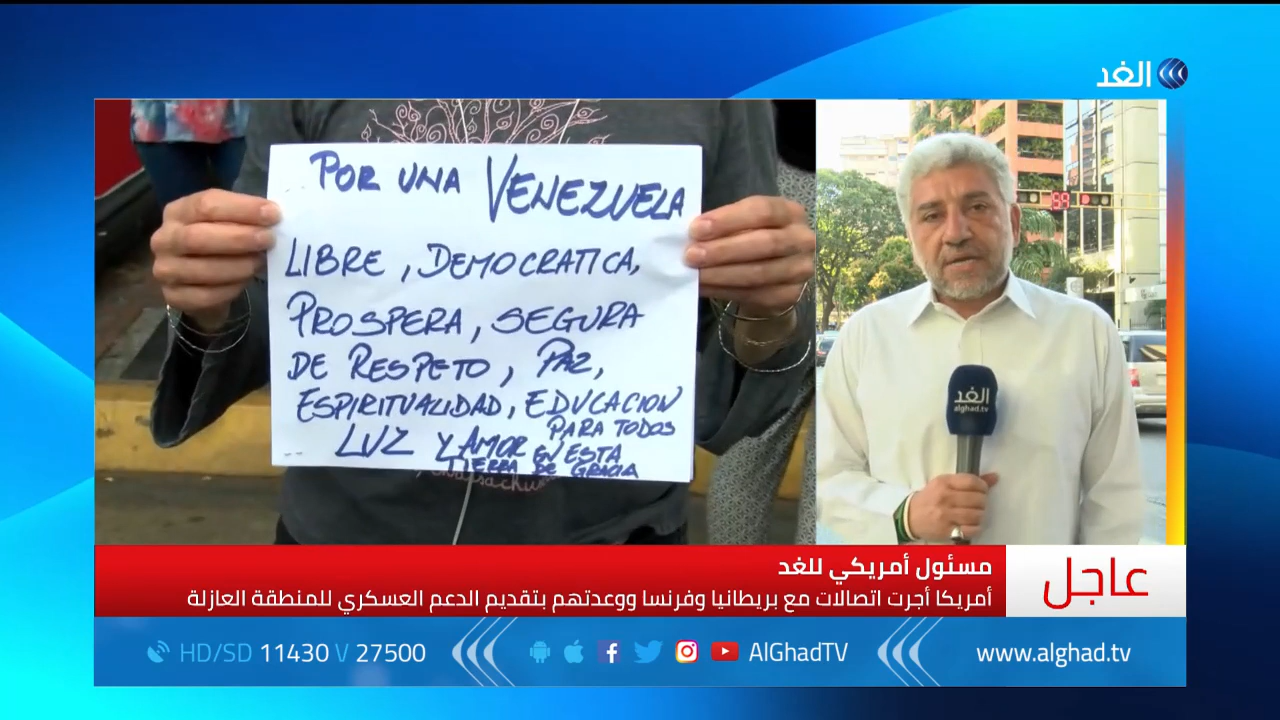 الغد
POR UNA VENEZUELA
LIBRE, DEMOCRATICA,
PROSPERA, SEGURA
DE RESPETO, PAZ,
ESPIRITUALIDAD, EDUCACION
PARA TODOS
LUZ Y AMOR EN ESTA
TIERRA DE GRACIA
59
الغد
alghad.tv
عاجل
مسئول أمريكي للغد
أمريكا أجرت اتصالات مع بريطانيا وفرنسا ووعدتهم بتقديم الدعم العسكري للمنطقة العازلة
HD/SD 11430 V 27500
AlGhadTV
www.alghad.tv